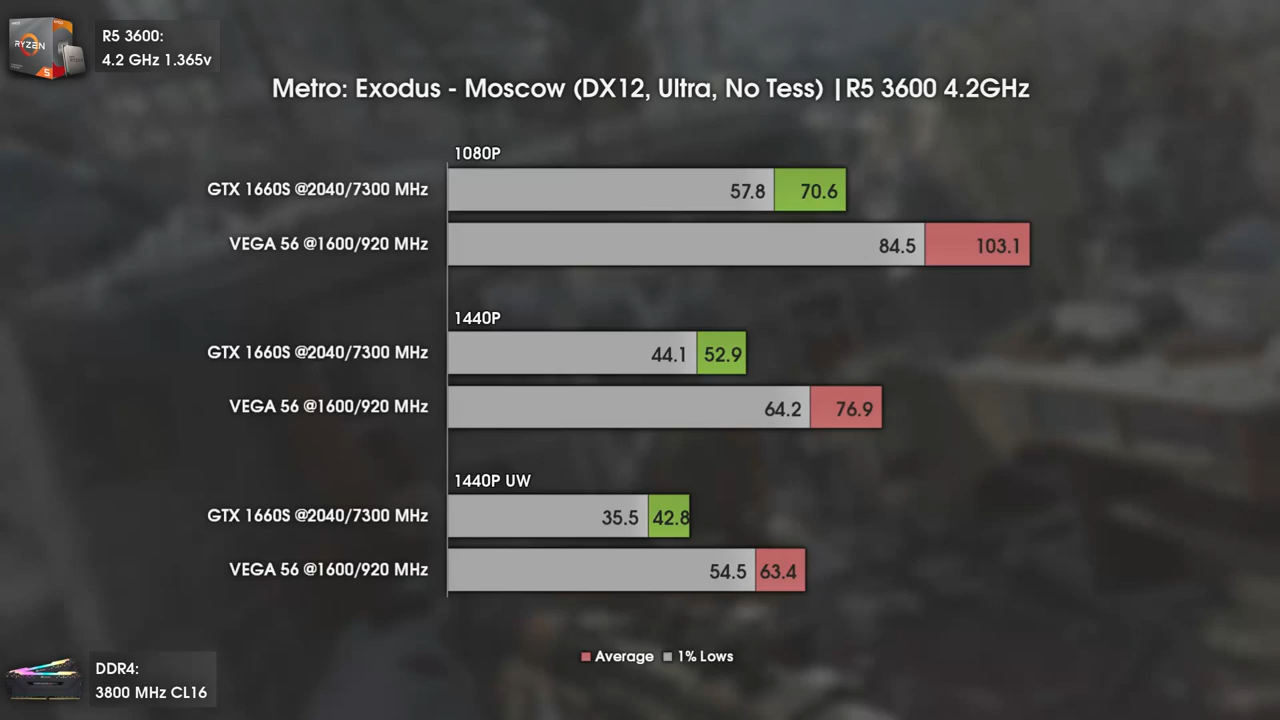 RYZEN
5
R5 3600:
4.2 GHz 1.365v
Metro: Exodus - Moscow (DX12, Ultra, No Tess) |R5 3600 4.2GHz
1080P
GTX 1660S @2040/7300 MHz 57.8 70.6
VEGA 56 @1600/920 MHz 84.5 103.1
1440P
GTX 1660S @2040/7300 MHz 44.1 52.9
VEGA 56 @1600/920 MHz 64.2 76.9
1440P UW
GTX 1660S @2040/7300 MHz 35.5 42.8
VEGA 56 @1600/920 MHz 54.5 63.4
Average 1% Lows
DDR4:
3800 MHz CL16